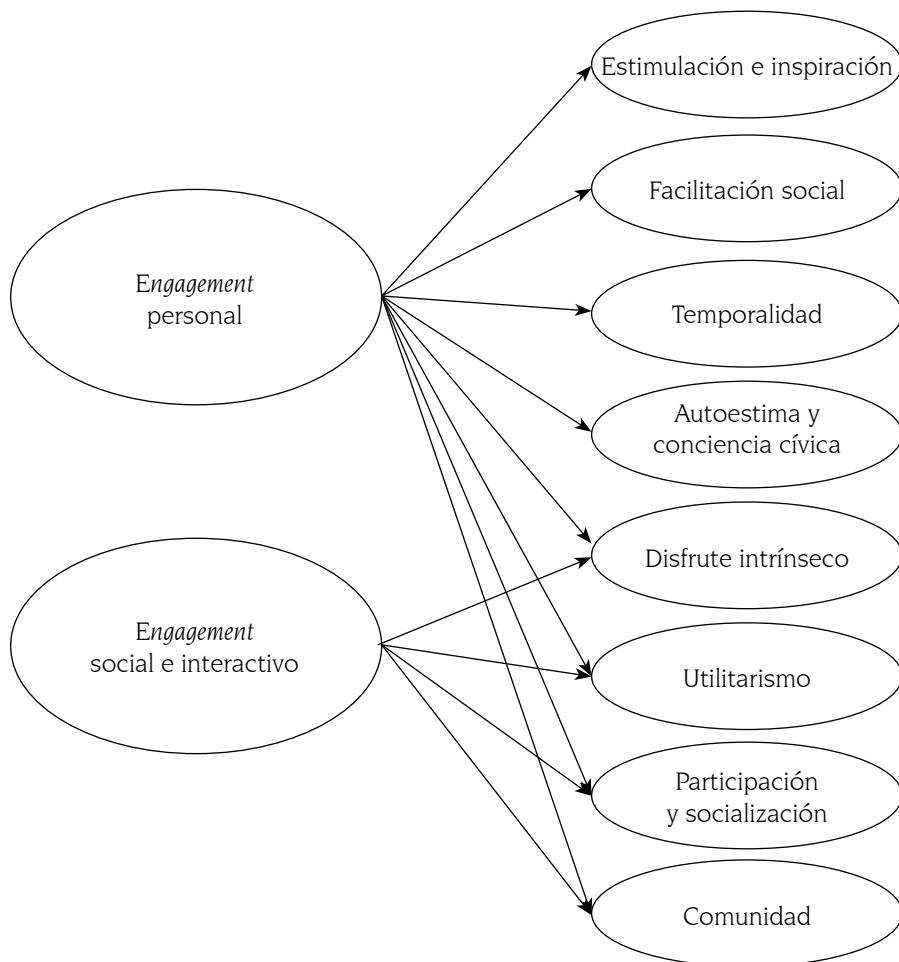 Estimulación e inspiración
Facilitación social
Engagement
personal
Temporalidad
Autoestima y
conciencia cívica
Disfrute intrínseco
Engagement
social e interactivo
Utilitarismo
Participación
y socialización
Comunidad